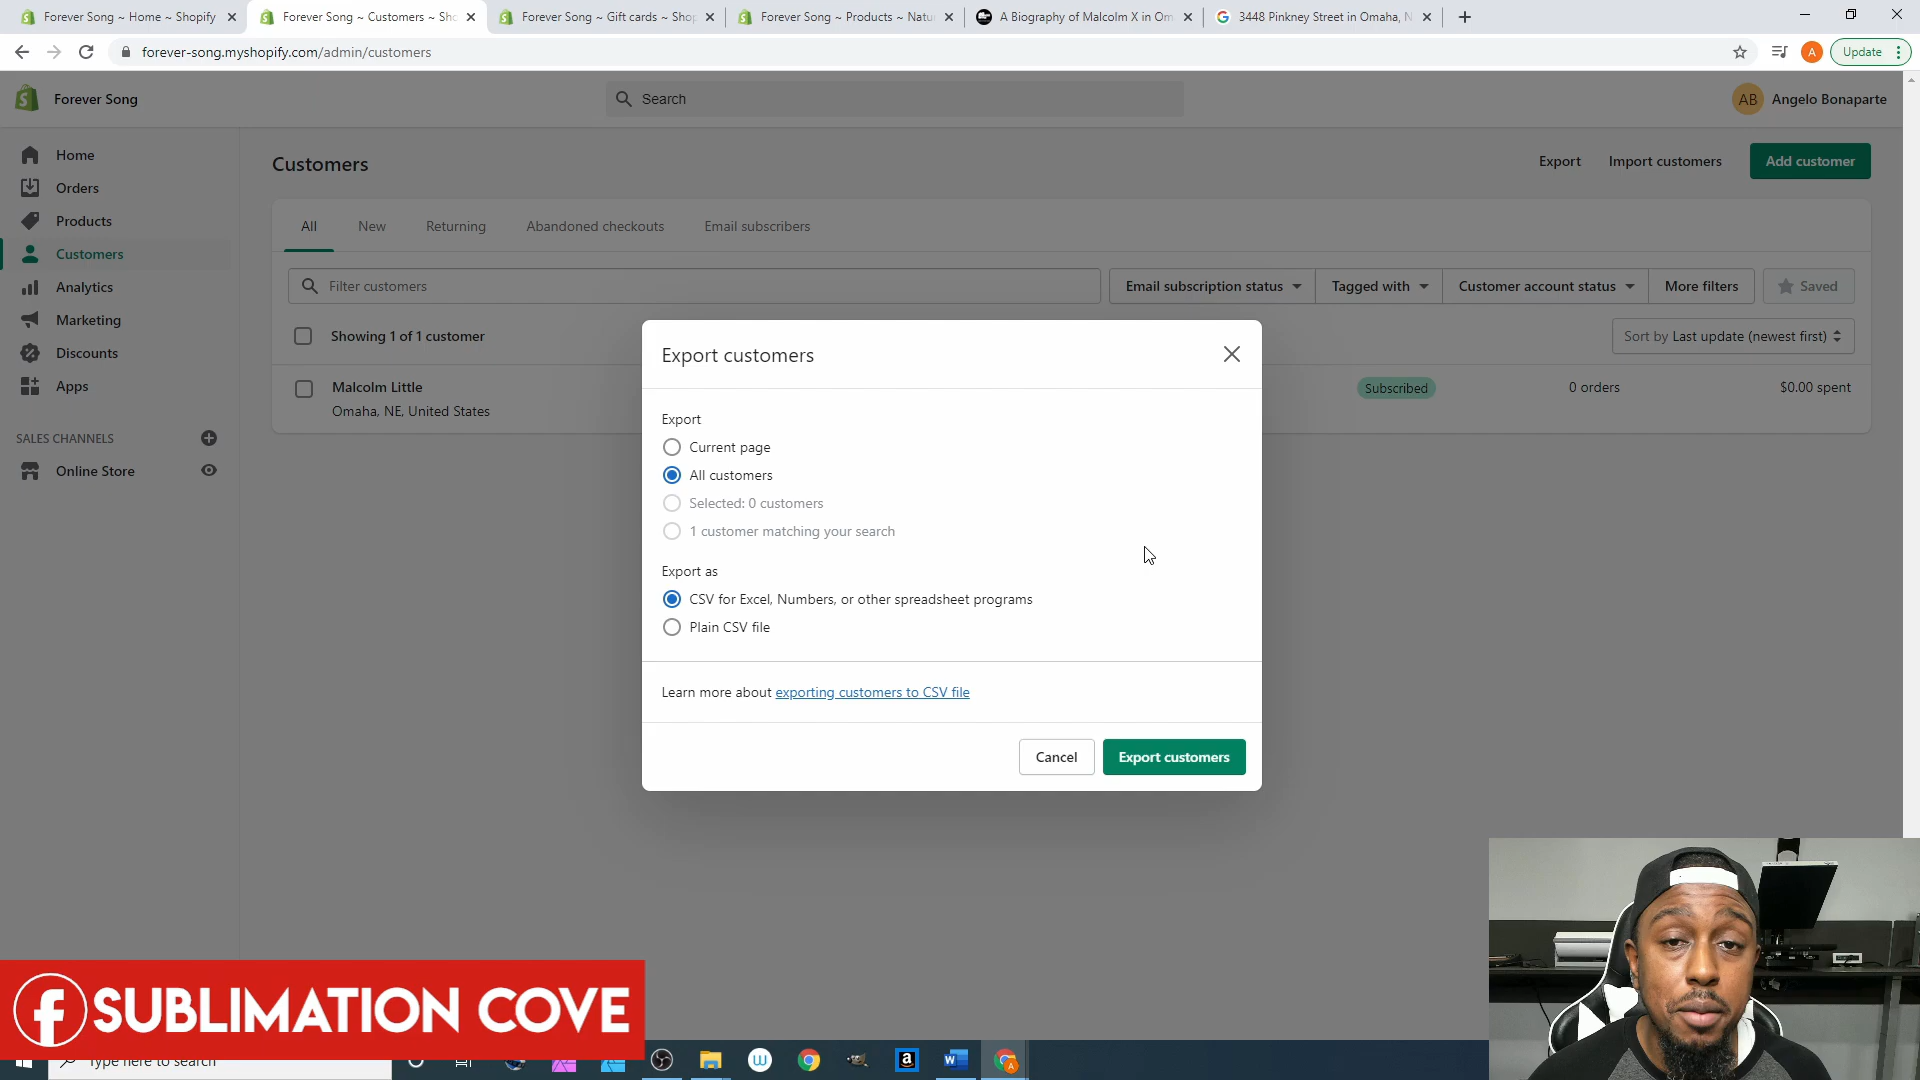 Forever Song ~ Home ~ Shopify
Forever Song ~ Customers ~ Sho
Forever Song ~ Gift cards ~ Shop
Forever Song ~ Products ~ Natu
A Biography of Malcolm X in Om
3448 Pinkney Street in Omaha, N
forever-song.myshopify.com/admin/customers
A
Update
Forever Song
Search
AB
Angelo Bonaparte
Home
Orders
Products
Customers
Analytics
Marketing
Discounts
Apps
SALES CHANNELS
Online Store
Customers
Export
Import customers
Add customer
All
New
Returning
Abandoned checkouts
Email subscribers
Filter customers
Email subscription status
Tagged with
Customer account status
More filters
Saved
Showing 1 of 1 customer
Sort by Last update (newest first)
Malcolm Little
Omaha, NE, United States
Subscribed
0 orders
$0.00 spent
Export customers
Export
Current page
All customers
Selected: 0 customers
1 customer matching your search
Export as
CSV for Excel, Numbers, or other spreadsheet programs
Plain CSV file
Learn more about exporting customers to CSV file
Cancel
Export customers
SUBLIMATION COVE
Type here to search